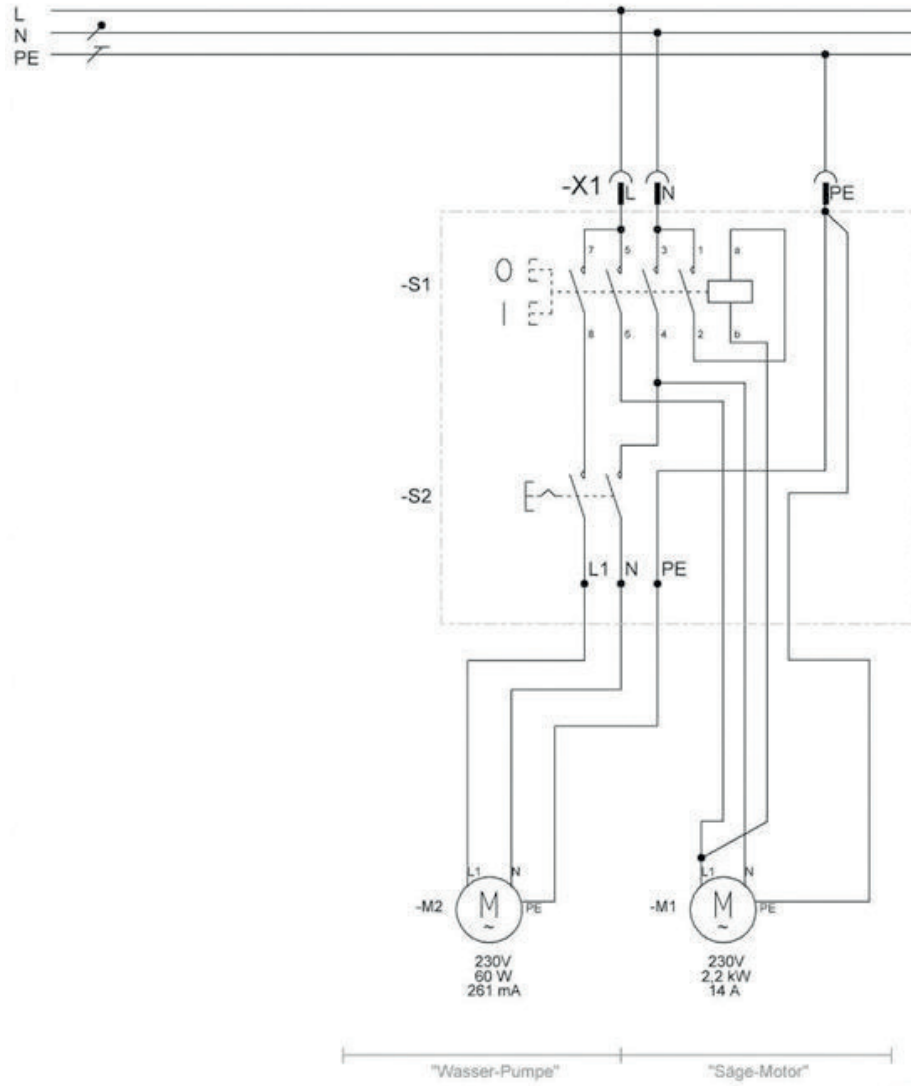 L
N
PE
-X1
L
N
PE
7
5
3
1
a
-S1
O
I
8
6
4
2
b
-S2
L1
N
PE
L1
N
-M2
M
~
PE
230V
60 W
261 mA
L1
N
-M1
M
~
PE
230V
2,2 kW
14 A
"Wasser-Pumpe"
"Säge-Motor"